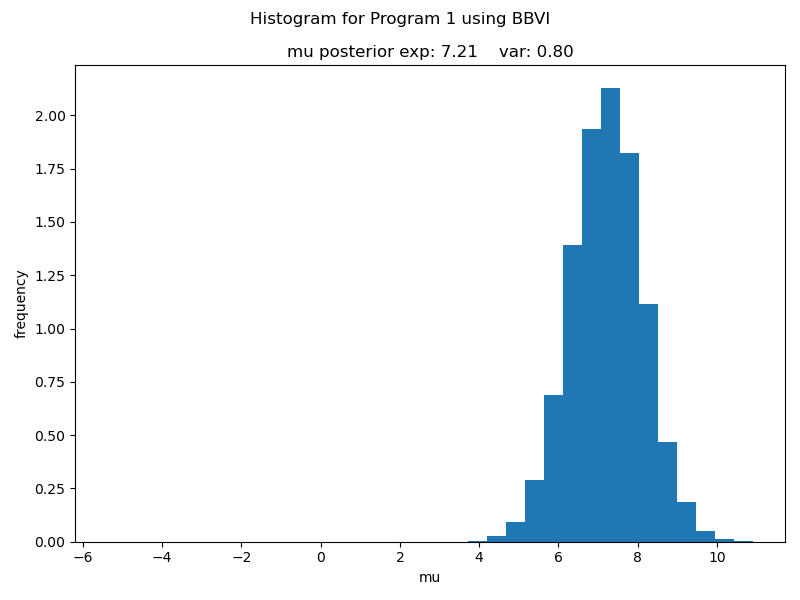 Histogram for Program 1 using BBVI
mu posterior exp: 7.21    var: 0.80
2.00
1.75
1.50
1.25
1.00
0.75
0.50
0.25
0.00
frequency
−6 −4 −2 0 2 4 6 8 10
mu